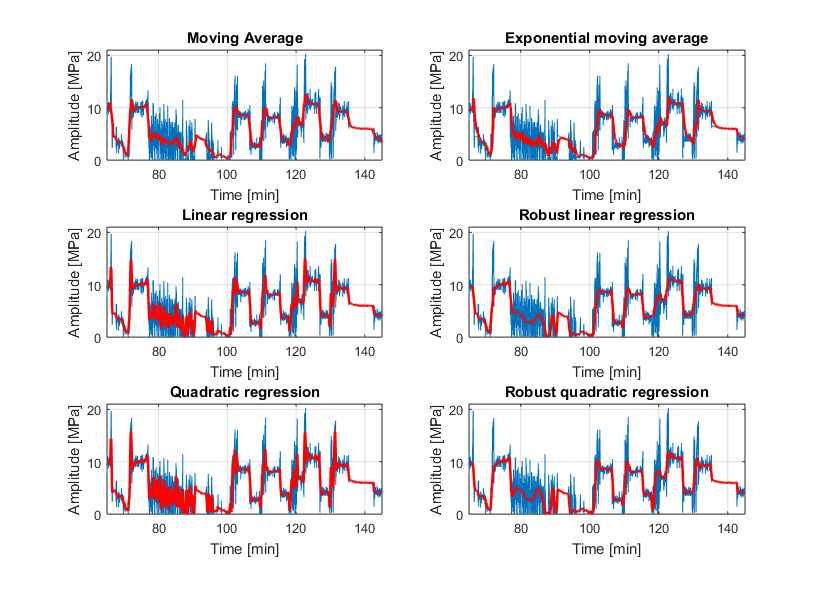 Moving Average
Amplitude [MPa]
20
10
0
80
100
120
140
Time [min]
Exponential moving average
Amplitude [MPa]
20
10
0
80
100
120
140
Time [min]
Linear regression
Amplitude [MPa]
20
10
0
80
100
120
140
Time [min]
Robust linear regression
Amplitude [MPa]
20
10
0
80
100
120
140
Time [min]
Quadratic regression
Amplitude [MPa]
20
10
0
80
100
120
140
Time [min]
Robust quadratic regression
Amplitude [MPa]
20
10
0
80
100
120
140
Time [min]